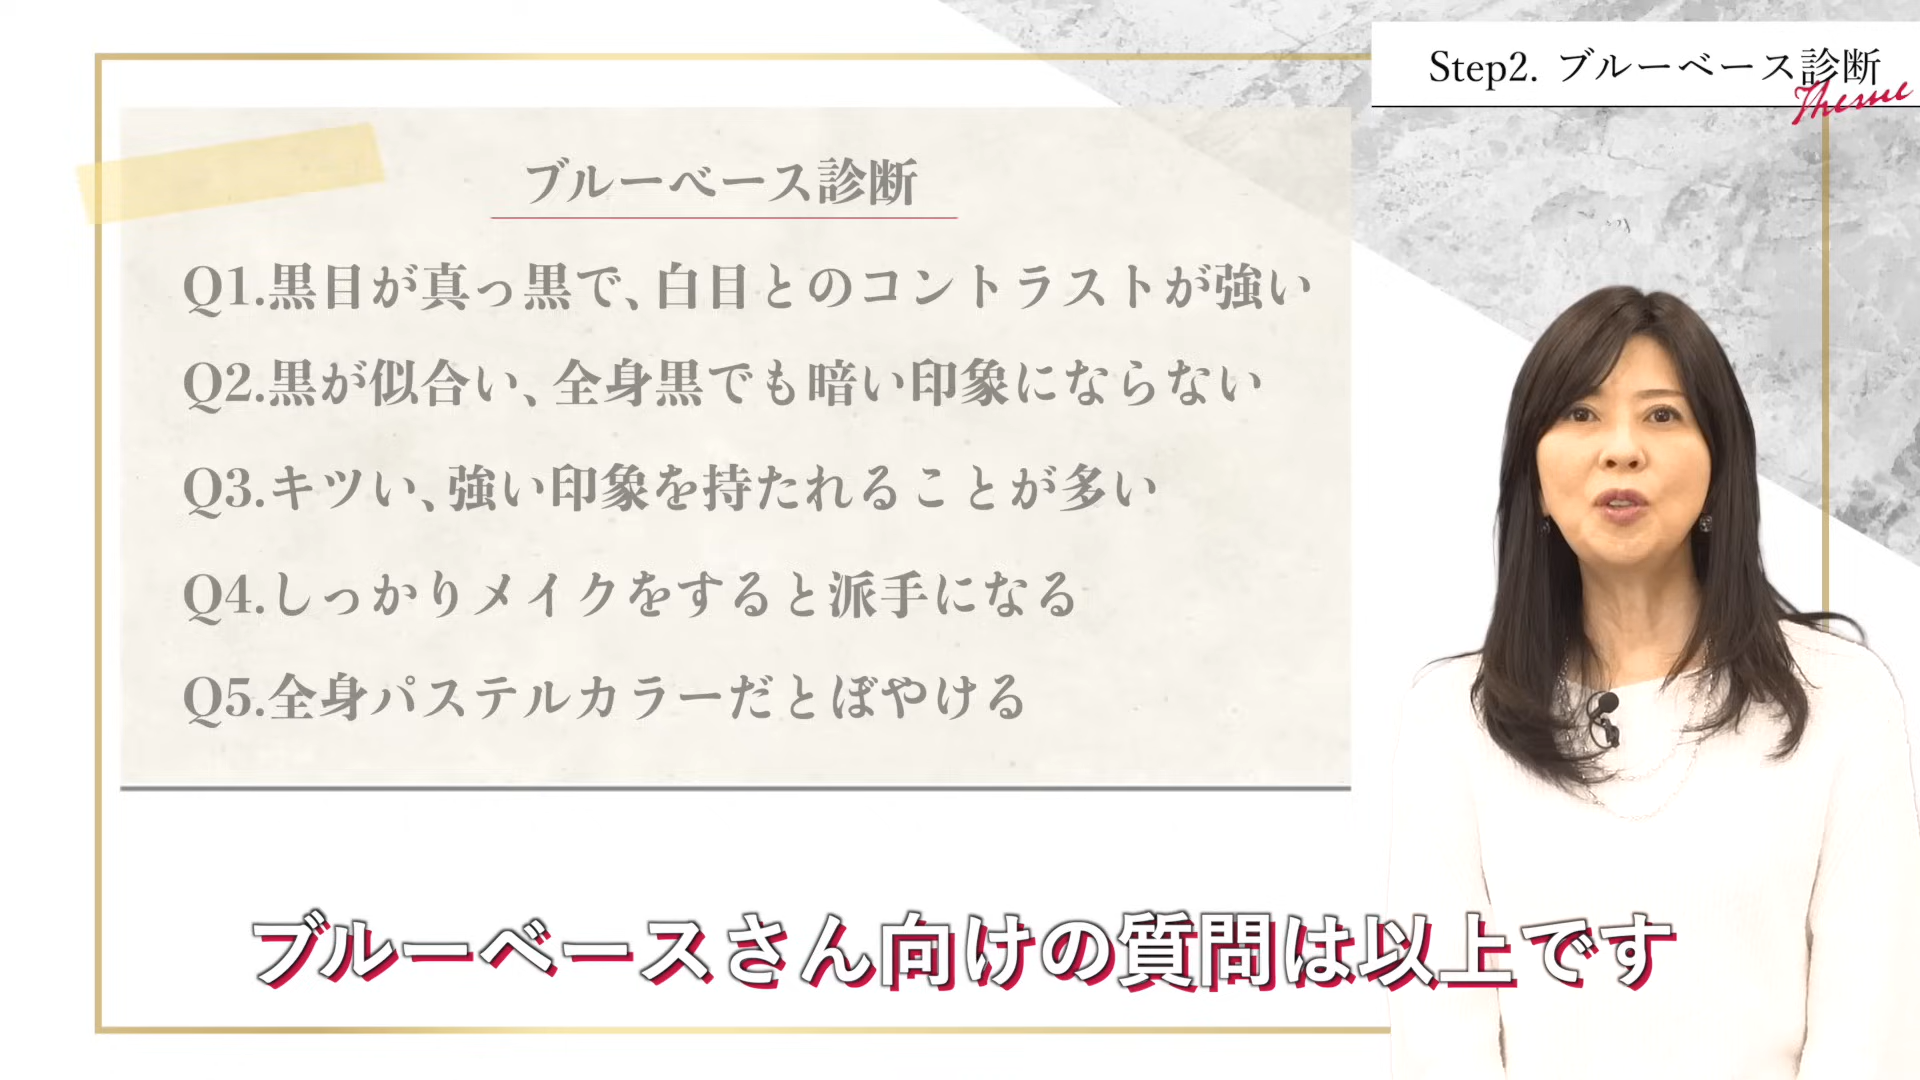 Step2. ブルーベース診断
Theme
ブルーベース診断
Q1.黒目が真っ黒で、白目とのコントラストが強い
Q2.黒が似合い、全身黒でも暗い印象にならない
Q3.キツい、強い印象を持たれることが多い
Q4.しっかりメイクをすると派手になる
Q5.全身パステルカラーだとぼやける
ブルーベースさん向けの質問は以上です